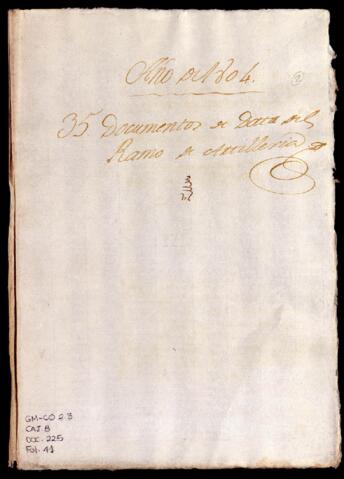 Año de 1804.
35 Documentos de Data del
Ramo de Artilleria
GM-CO 2.3
CAJ. 8
DOC. 225
Fol. 41